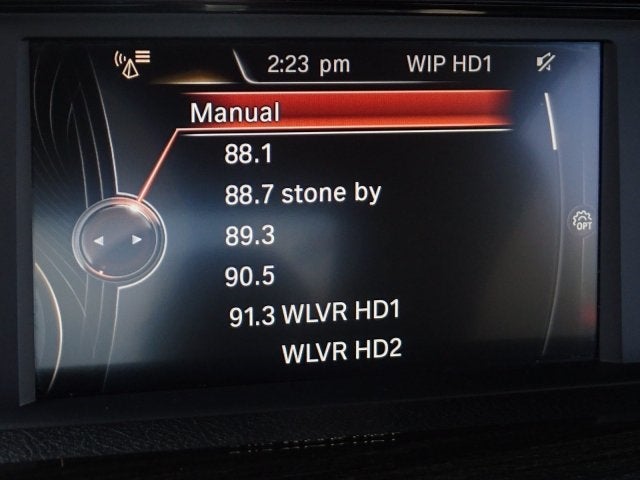 2:23 pm WIP HD1
Manual
88.1
88.7 stone by
89.3
OPT
90.5
91.3 WLVR HD1
WLVR HD2